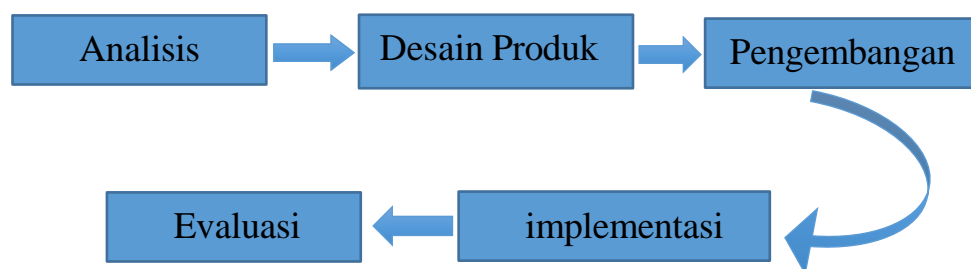 Analisis
Desain Produk
Pengembangan
implementasi
Evaluasi